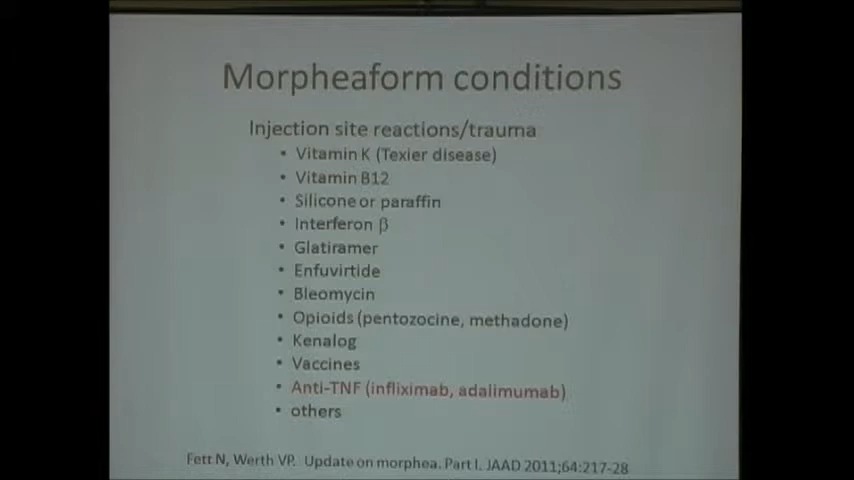 Morpheaform conditions
Injection site reactions/trauma
• Vitamin K (Texier disease)
• Vitamin B12
• Silicone or paraffin
• Interferon β
• Glatiramer
• Enfuvirtide
• Bleomycin
• Opioids (pentozocine, methadone)
• Kenalog
• Vaccines
• Anti-TNF (infliximab, adalimumab)
• others
Fett N, Werth VP. Update on morphea. Part I. JAAD 2011;64:217-28